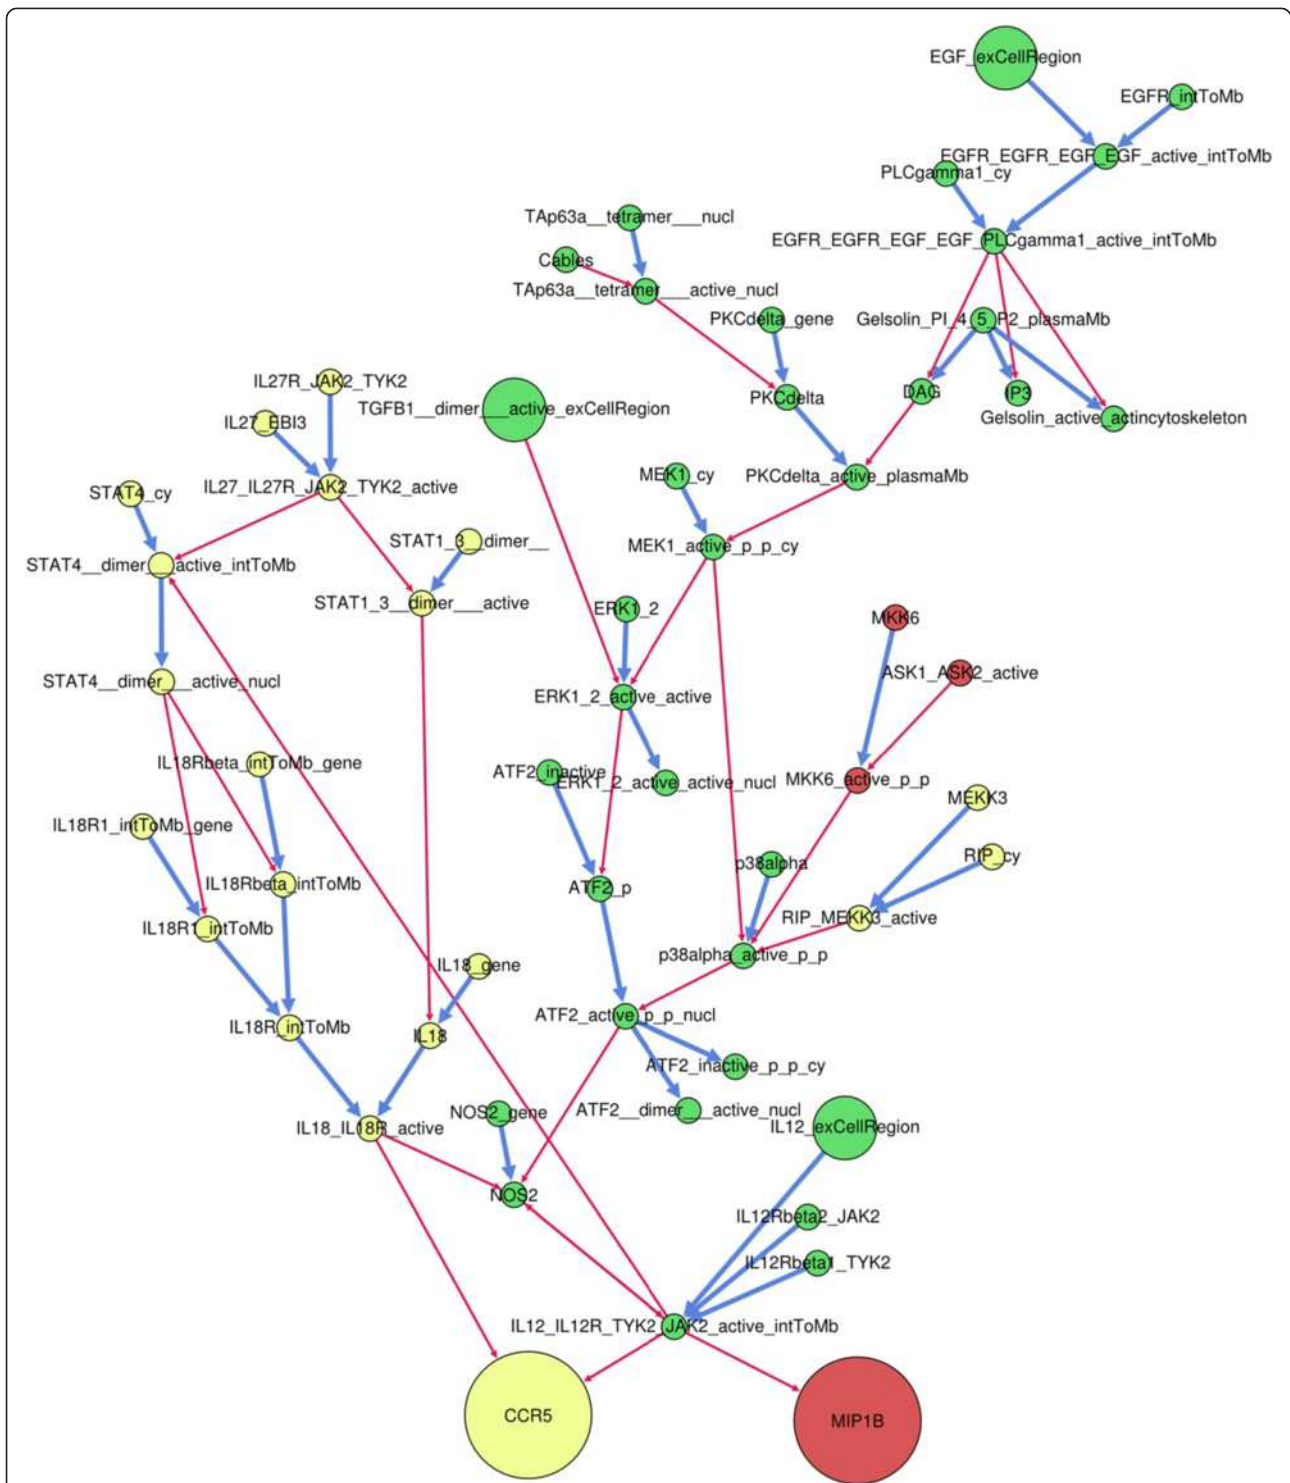 EGF_exCellRegion
EGFR_intToMb
EGFR_EGFR_EGF_EGF_active_intToMb
PLCgamma1_cy
TAp63a__tetramer___nucl
EGFR_EGFR_EGF_EGF_PLCgamma1_active_intToMb
Cables
TAp63a__tetramer___active_nucl
PKCdelta_gene
Gelsolin_PI_4_5_P2_plasmaMb
IL27R_JAK2_TYK2
DAG
IP3
PKCdelta
TGFB1__dimer___active_exCellRegion
Gelsolin_active_actincytoskeleton
IL27_EBI3
MEK1_cy
PKCdelta_active_plasmaMb
IL27_IL27R_JAK2_TYK2_active
STAT4_cy
STAT1_3__dimer__
MEK1_active_p_p_cy
STAT4__dimer___active_intToMb
STAT1_3__dimer___active
ERK1_2
MKK6
ASK1_ASK2_active
STAT4__dimer___active_nucl
ERK1_2_active_active
IL18Rbeta_intToMb_gene
ATF2_inactive
ERK1_2_active_active_nucl
MKK6_active_p_p
MEKK3
IL18R1_intToMb_gene
RIP_cy
p38alpha
IL18Rbeta_intToMb
ATF2_p
RIP_MEKK3_active
IL18R1_intToMb
p38alpha_active_p_p
IL18_gene
ATF2_active_p_p_nucl
IL18R_intToMb
IL18
ATF2_inactive_p_p_cy
NOS2_gene
ATF2__dimer___active_nucl
IL18_IL18R_active
IL12_exCellRegion
NOS2
IL12Rbeta2_JAK2
IL12Rbeta1_TYK2
IL12_IL12R_TYK2_JAK2_active_intToMb
CCR5
MIP1B